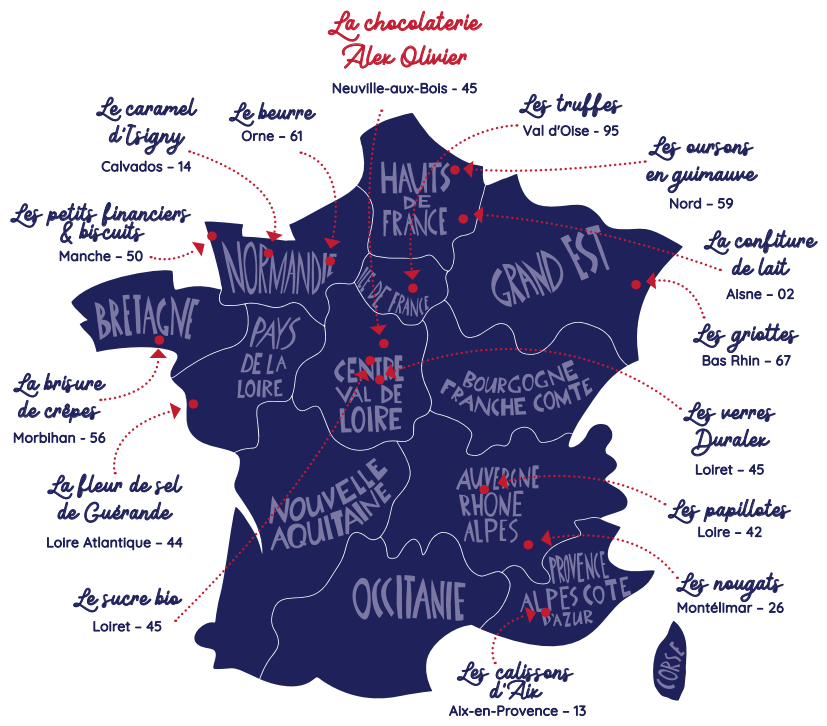 La chocolaterie
Alex Olivier
Neuville-aux-Bois - 45
Le caramel
d'Isigny
Calvados – 14
Le beurre
Orne – 61
Les truffes
Val d'Oise - 95
Les oursons
en guimauve
Nord – 59
Les petits financiers
& biscuits
Manche – 50
La confiture
de lait
Aisne – 02
Les griottes
Bas Rhin – 67
La brisure
de crêpes
Morbihan - 56
Les verres
Duralex
Loiret – 45
La fleur de sel
de Guérande
Loire Atlantique – 44
Les papillotes
Loire – 42
Le sucre bio
Loiret – 45
Les nougats
Montélimar – 26
Les calissons
d'Aix
Aix-en-Provence – 13
HAUTS
DE
FRANCE
NORMANDIE
ILE DE FRANCE
GRAND EST
BRETAGNE
PAYS
DE LA
LOIRE
CENTRE
VAL DE
LOIRE
BOURGOGNE
FRANCHE COMTE
NOUVELLE
AQUITAINE
AUVERGNE
RHONE
ALPES
OCCITANIE
PROVENCE
ALPES COTE
D'AZUR
CORSE